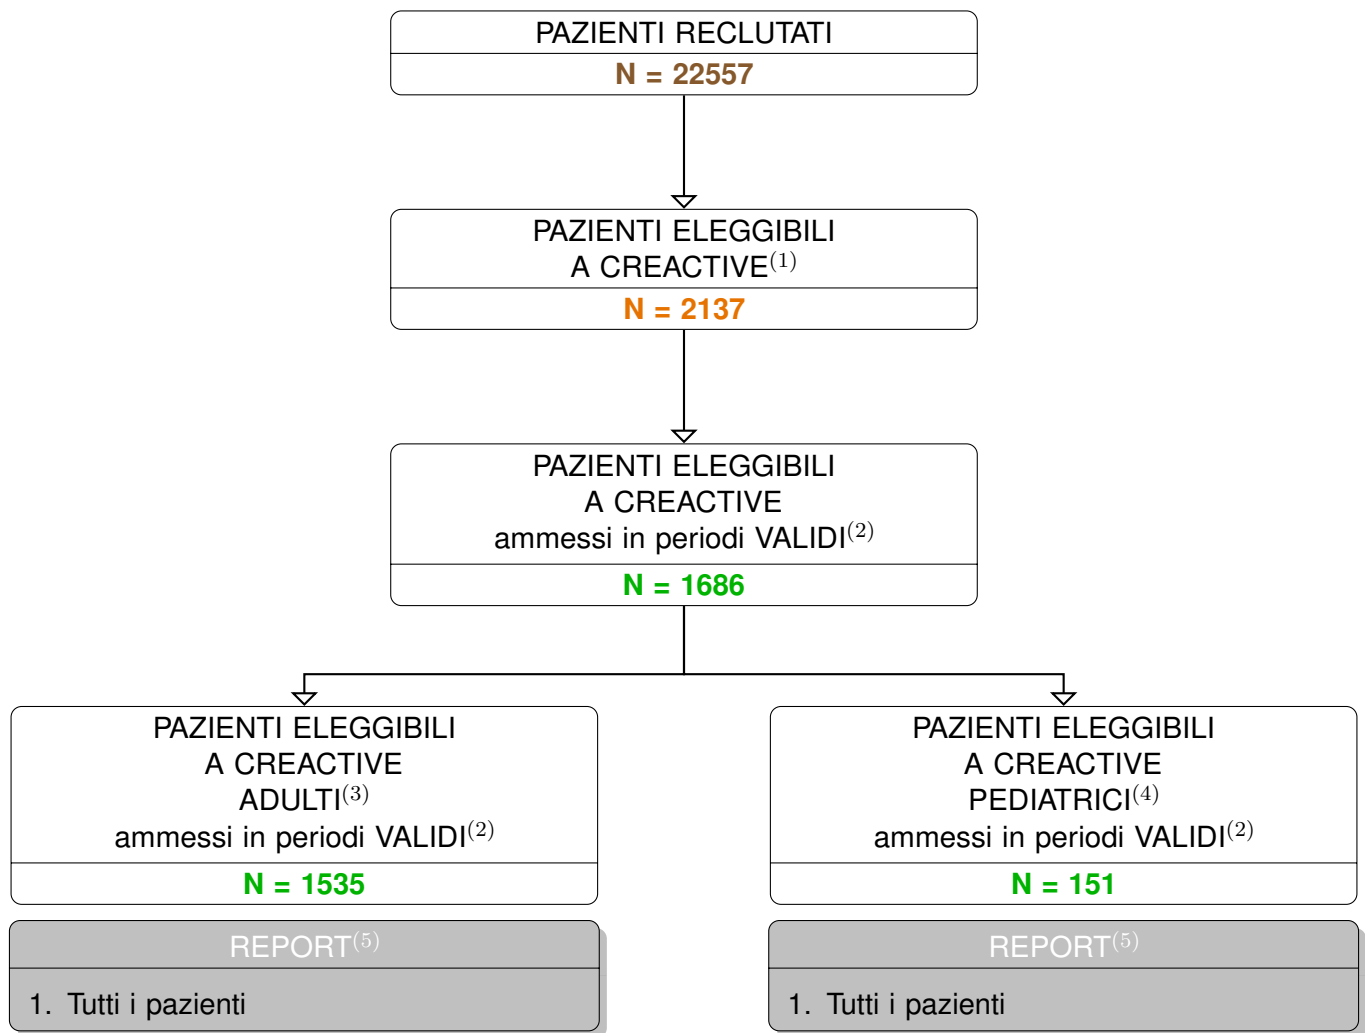 PAZIENTI RECLUTATI
N = 22557
PAZIENTI ELEGGIBILI
A CREACTIVE(1)
N = 2137
PAZIENTI ELEGGIBILI
A CREACTIVE
ammessi in periodi VALIDI(2)
N = 1686
PAZIENTI ELEGGIBILI
A CREACTIVE
ADULTI(3)
ammessi in periodi VALIDI(2)
N = 1535
REPORT(5)
1. Tutti i pazienti
PAZIENTI ELEGGIBILI
A CREACTIVE
PEDIATRICI(4)
ammessi in periodi VALIDI(2)
N = 151
REPORT(5)
1. Tutti i pazienti